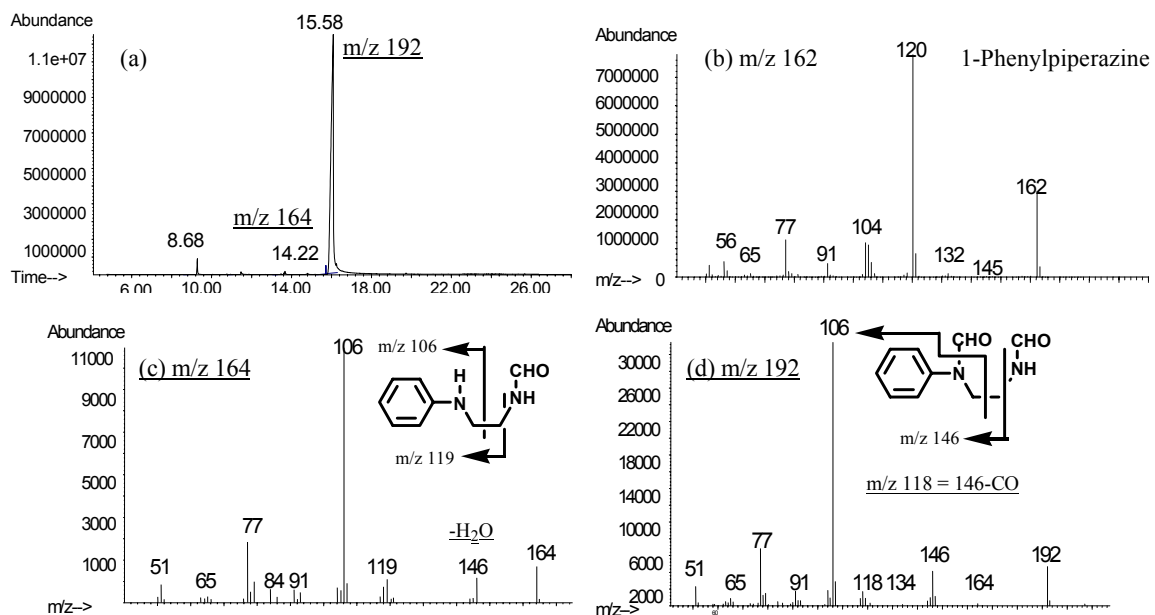 Abundance
15.58
m/z 192
(a)
1.1e+07
9000000
7000000
5000000
3000000
1000000
m/z 164
8.68
14.22
Time-->
6.00 10.00 14.00 18.00 22.00 26.00
Abundance
120
(b) m/z 162
1-Phenylpiperazine
7000000
6000000
5000000
4000000
3000000
2000000
1000000
0
162
104
77
56
65
91
132
145
m/z-->
Abundance
106
(c) m/z 164
11000
9000
7000
5000
3000
1000
m/z 106
H
N
CHO
NH
m/z 119
-H2O
77
51
65
84 91
119
146
164
m/z-->
Abundance
106
(d) m/z 192
30000
26000
22000
18000
14000
10000
6000
2000
CHO CHO
N
NH
m/z 146
m/z 118 = 146-CO
77
51
65
91
118 134
146
164
192
60
m/z-->